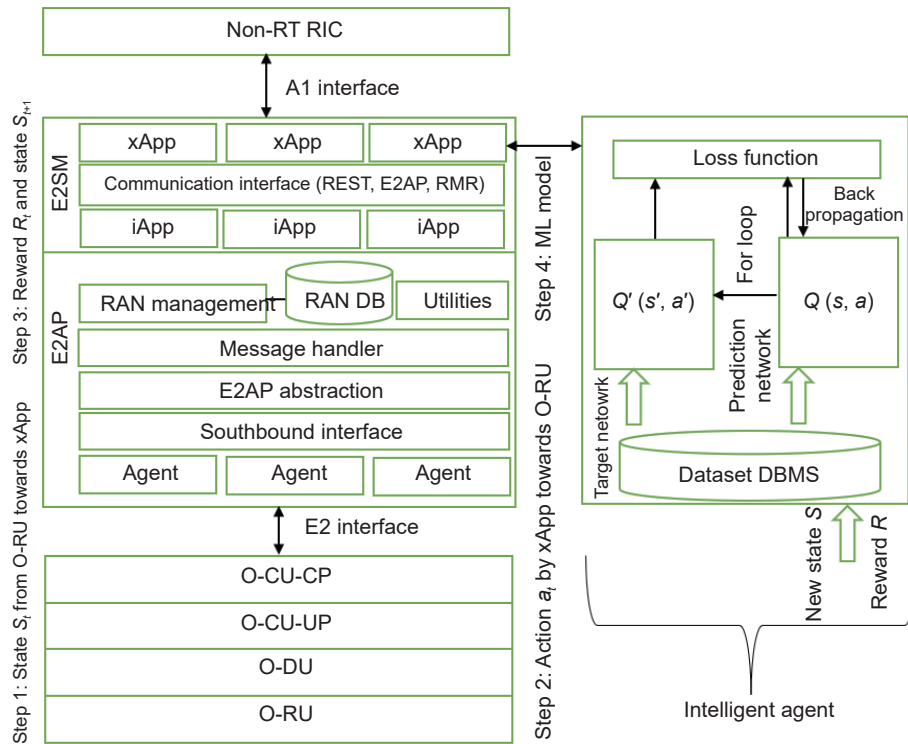 Non-RT RIC
A1 interface
Step 3: Reward Rt and state St+1
E2SM
xApp xApp xApp
Communication interface (REST, E2AP, RMR)
iApp iApp iApp
E2AP
RAN management RAN DB Utilities
Message handler
E2AP abstraction
Southbound interface
Agent Agent Agent
E2 interface
Step 1: State St from O-RU towards xApp
O-CU-CP
O-CU-UP
O-DU
O-RU
Step 4: ML model
Step 2: Action at by xApp towards O-RU
Loss function
Back
propagation
For loop
Q′ (s′, a′)
Q (s, a)
Prediction
network
Target netowrk
Dataset DBMS
New state S
Reward R
Intelligent agent